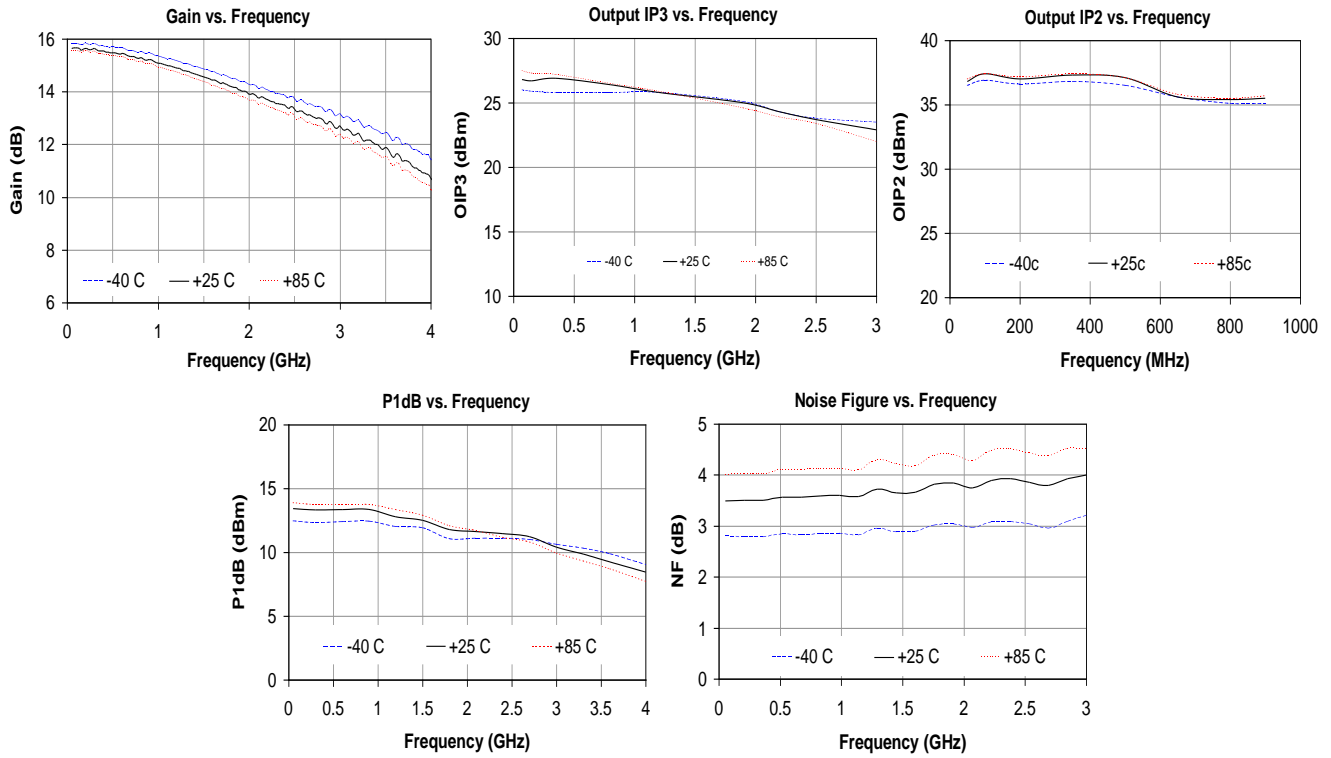 Gain vs. Frequency
Gain (dB)
16
14
12
10
8
6
-40 C +25 C +85 C
0 1 2 3 4
Frequency (GHz)
Output IP3 vs. Frequency
OIP3 (dBm)
30
25
20
15
10
-40 C +25 C +85 C
0 0.5 1 1.5 2 2.5 3
Frequency (GHz)
Output IP2 vs. Frequency
OIP2 (dBm)
40
35
30
25
20
-40c +25c +85c
0 200 400 600 800 1000
Frequency (MHz)
P1dB vs. Frequency
P1dB (dBm)
20
15
10
5
0
-40 C +25 C +85 C
0 0.5 1 1.5 2 2.5 3 3.5 4
Frequency (GHz)
Noise Figure vs. Frequency
NF (dB)
5
4
3
2
1
0
-40 C +25 C +85 C
0 0.5 1 1.5 2 2.5 3
Frequency (GHz)